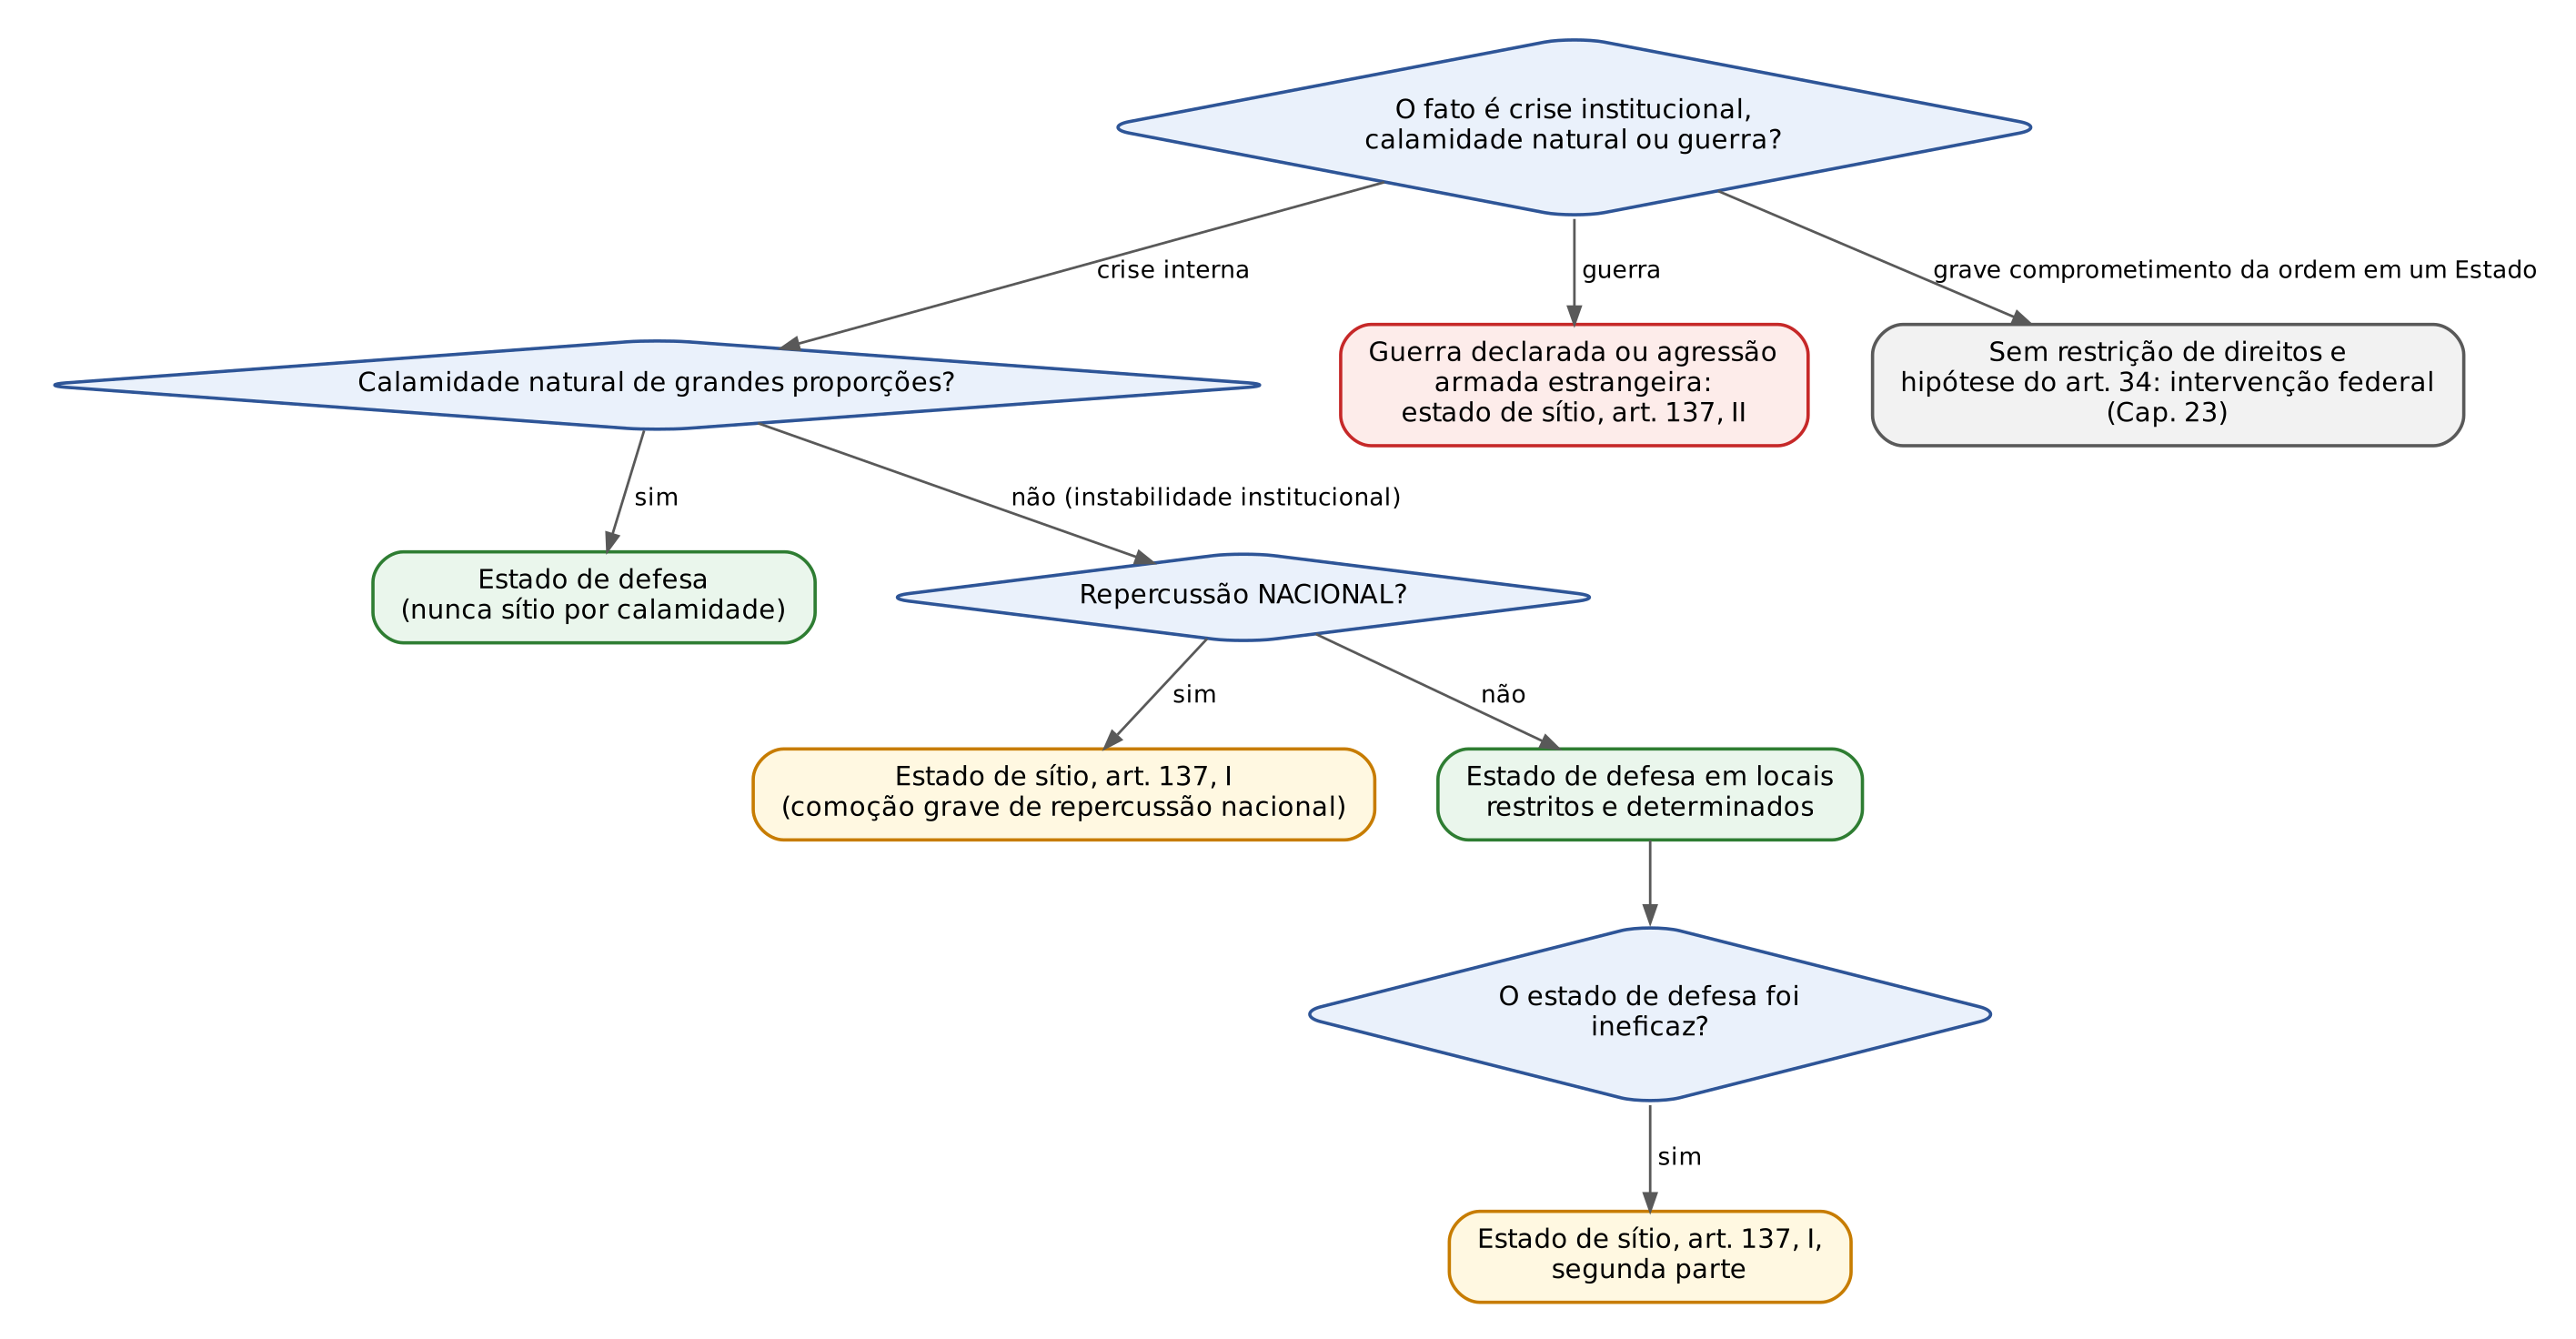 O fato é crise institucional,
calamidade natural ou guerra?
crise interna
guerra
grave comprometimento da ordem em um Estado
Calamidade natural de grandes proporções?
Guerra declarada ou agressão
armada estrangeira:
estado de sítio, art. 137, II
Sem restrição de direitos e
hipótese do art. 34: intervenção federal
(Cap. 23)
sim
não (instabilidade institucional)
Estado de defesa
(nunca sítio por calamidade)
Repercussão NACIONAL?
sim
não
Estado de sítio, art. 137, I
(comoção grave de repercussão nacional)
Estado de defesa em locais
restritos e determinados
O estado de defesa foi
ineficaz?
sim
Estado de sítio, art. 137, I,
segunda parte